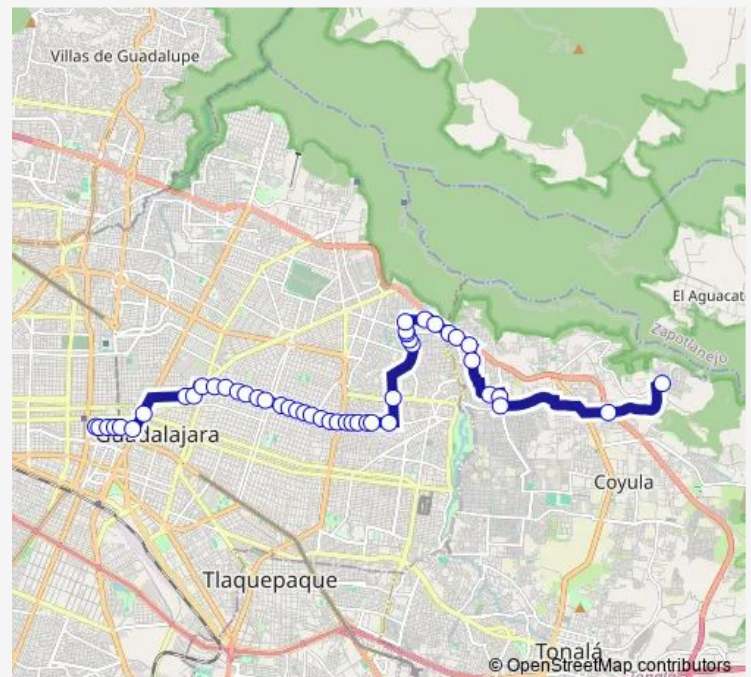 Villas de Guadalupe
El Aguacat
Zapotlanejo
Guadalajara
Coyula
Tlaquepaque
Tonalá
© OpenStreetMap contributors